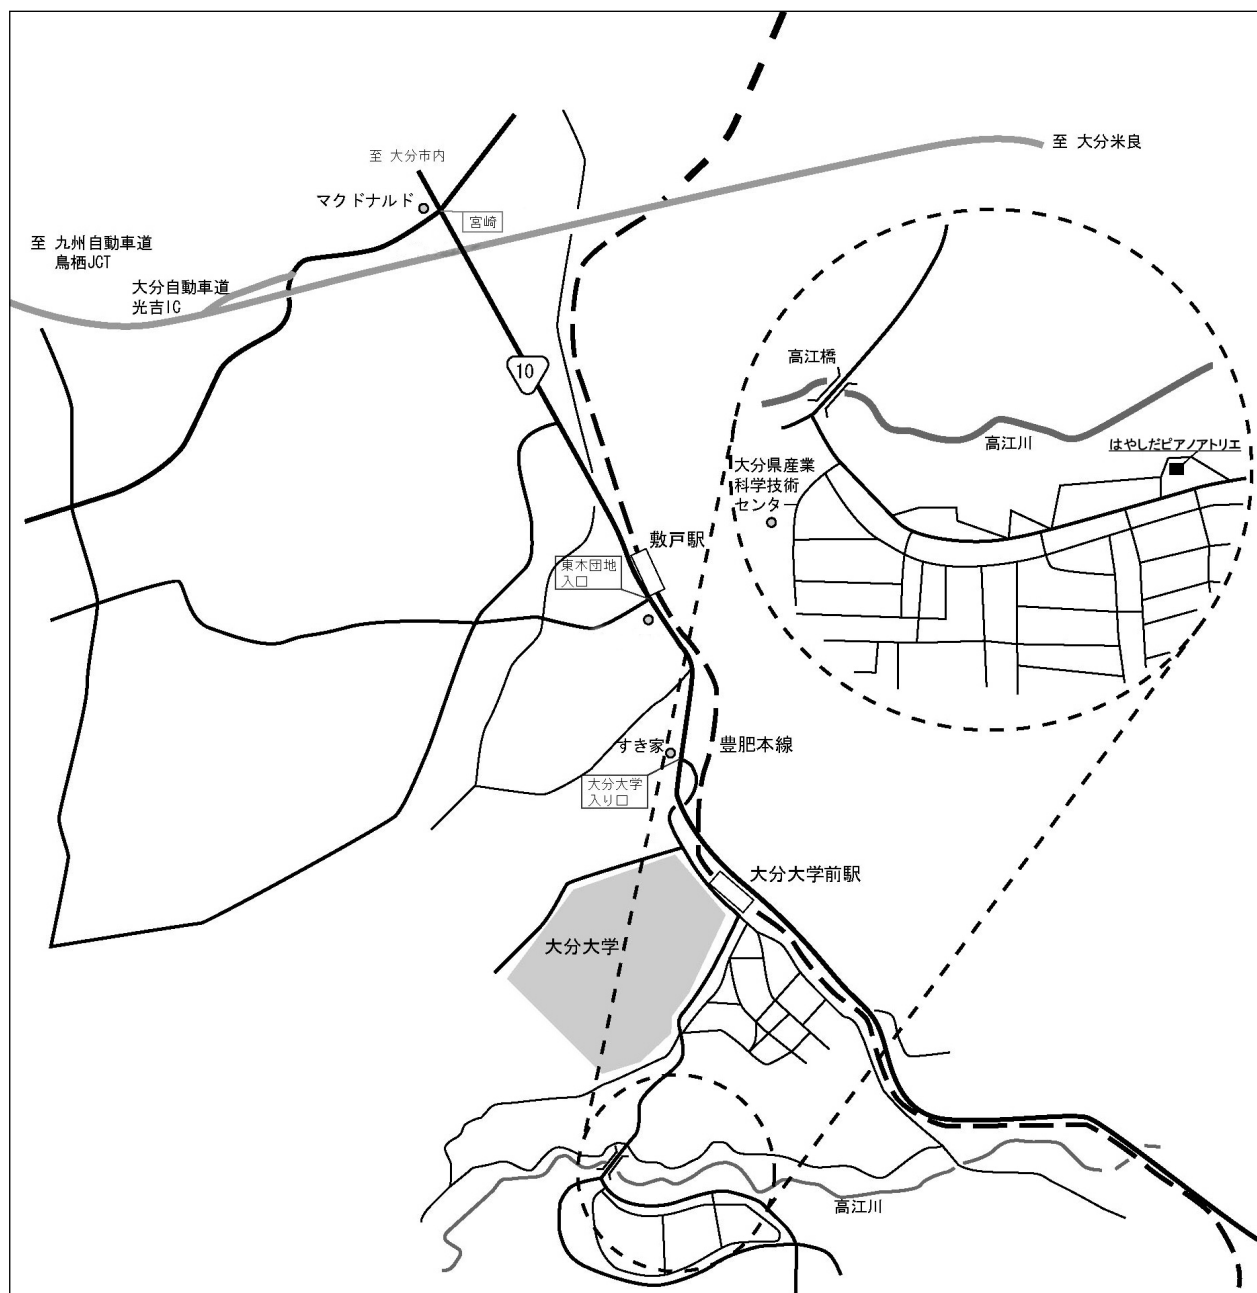 至 大分米良
至 大分市内
マクドナルド
宮崎
至 九州自動車道
鳥栖JCT
大分自動車道
光吉IC
10
高江橋
高江川
はやしだピアノアトリエ
大分県産業
科学技術
センター
敷戸駅
東木団地
入口
すき家
豊肥本線
大分大学
入り口
大分大学前駅
大分大学
高江川